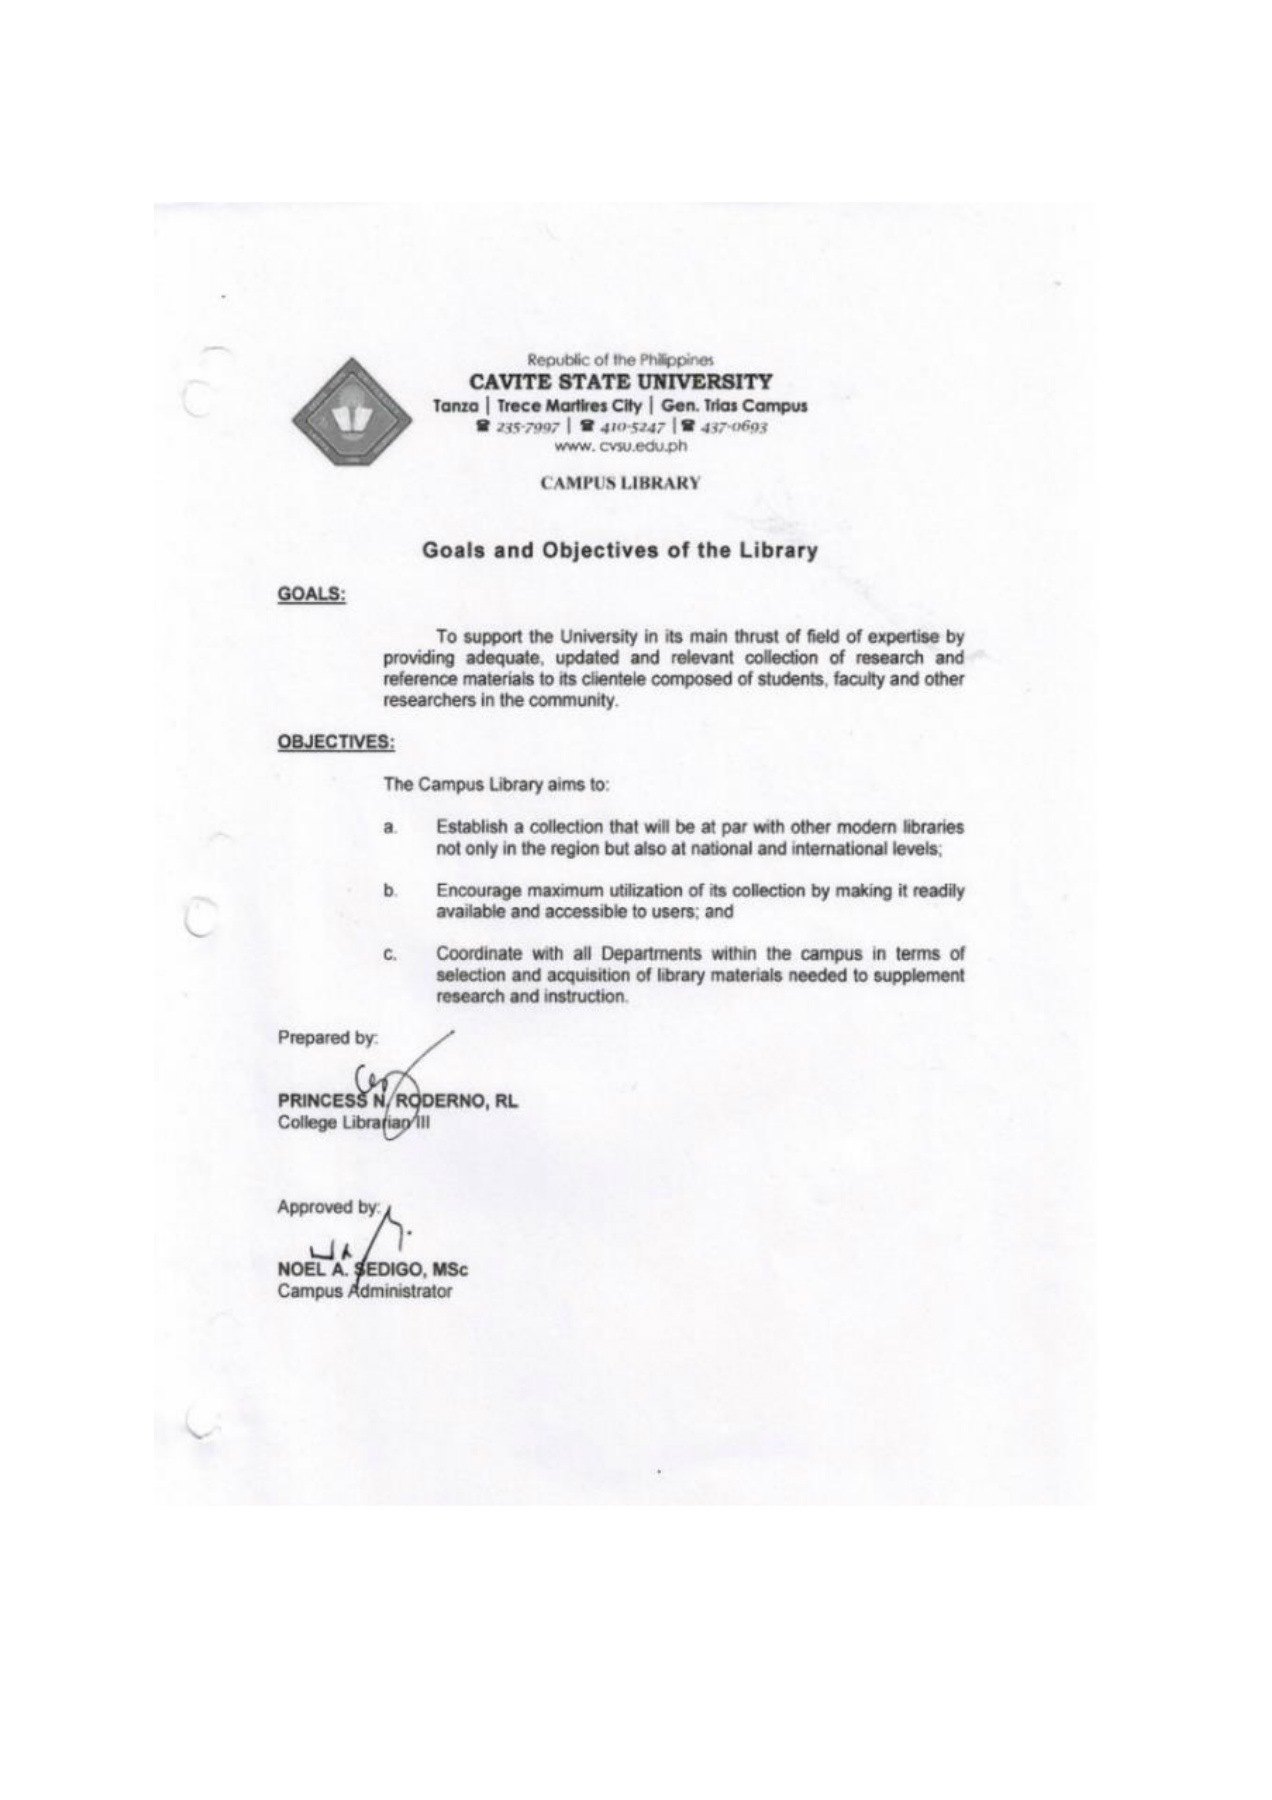 Republic of the Philippines
CAVITE STATE UNIVERSITY
Tanza | Trece Martires City | Gen. Trias Campus
☎ 235-7997 | ☎ 410-5247 | ☎ 437-0693
www. cvsu.edu.ph
CAMPUS LIBRARY
Goals and Objectives of the Library
GOALS:
To support the University in its main thrust of field of expertise by
providing adequate, updated and relevant collection of research and
reference materials to its clientele composed of students, faculty and other
researchers in the community.
OBJECTIVES:
The Campus Library aims to:
a. Establish a collection that will be at par with other modern libraries
not only in the region but also at national and international levels;
b. Encourage maximum utilization of its collection by making it readily
available and accessible to users; and
c. Coordinate with all Departments within the campus in terms of
selection and acquisition of library materials needed to supplement
research and instruction.
Prepared by:
PRINCESS N. RODERNO, RL
College Librarian III
Approved by:
NOEL A. SEDIGO, MSc
Campus Administrator